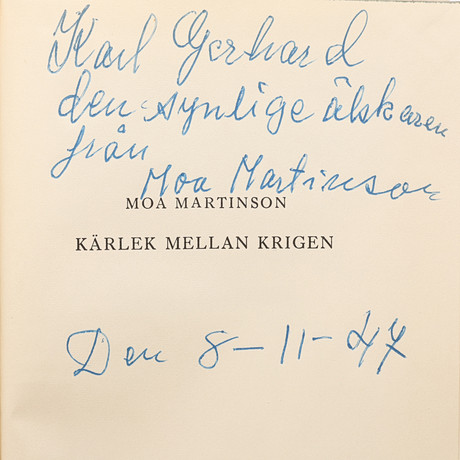 Karl Gerhard
den synlige älskaren
från
Moa Martinson
MOA MARTINSON
KÄRLEK MELLAN KRIGEN
Den 8-11-47